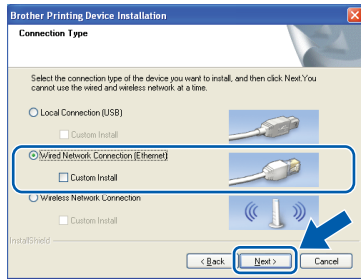 Brother Printing Device Installation
Connection Type
Select the connection type of the device you want to install, and then click Next.You
cannot use the wired and wireless network at a time.
Local Connection (USB)
Custom Install
Wired Network Connection (Ethernet)
Custom Install
Wireless Network Connection
Custom Install
InstallShield
< Back Next > Cancel